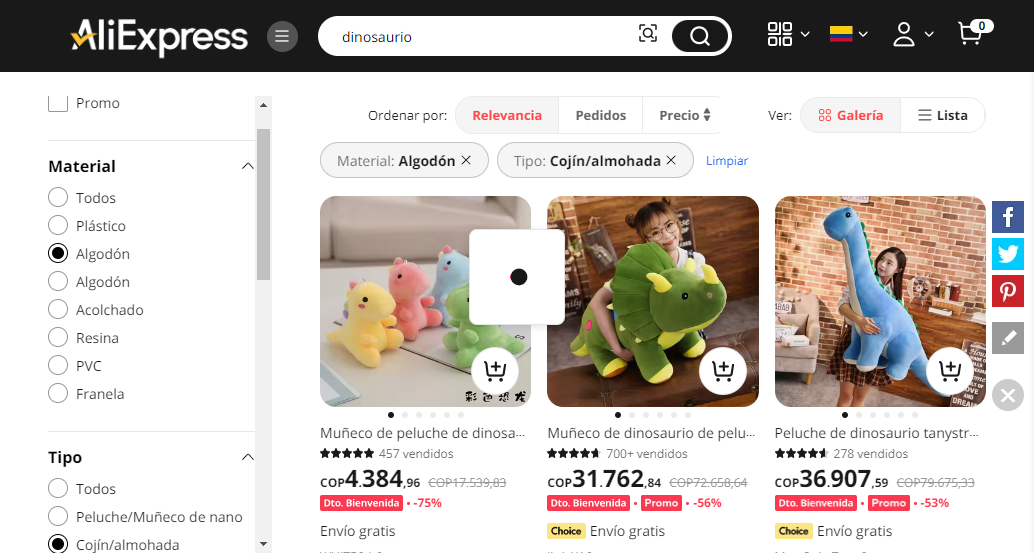 AliExpress
dinosaurio
0
Promo
Material
Todos
Plástico
Algodón
Algodón
Acolchado
Resina
PVC
Franela
Tipo
Todos
Peluche/Muñeco de nano
Cojín/almohada
Ordenar por:
Relevancia
Pedidos
Precio
Ver:
Galería
Lista
Material: Algodón
Tipo: Cojín/almohada
Limpiar
彩色恐龙
Muñeco de peluche de dinosa...
457 vendidos
COP4.384,96 COP17.539,83
Dto. Bienvenida • -75%
Envío gratis
Muñeco de dinosaurio de pelu...
700+ vendidos
COP31.762,84 COP72.658,64
Dto. Bienvenida • Promo • -56%
Choice Envío gratis
Peluche de dinosaurio tanystr...
278 vendidos
COP36.907,59 COP79.675,33
Dto. Bienvenida • Promo • -53%
Choice Envío gratis